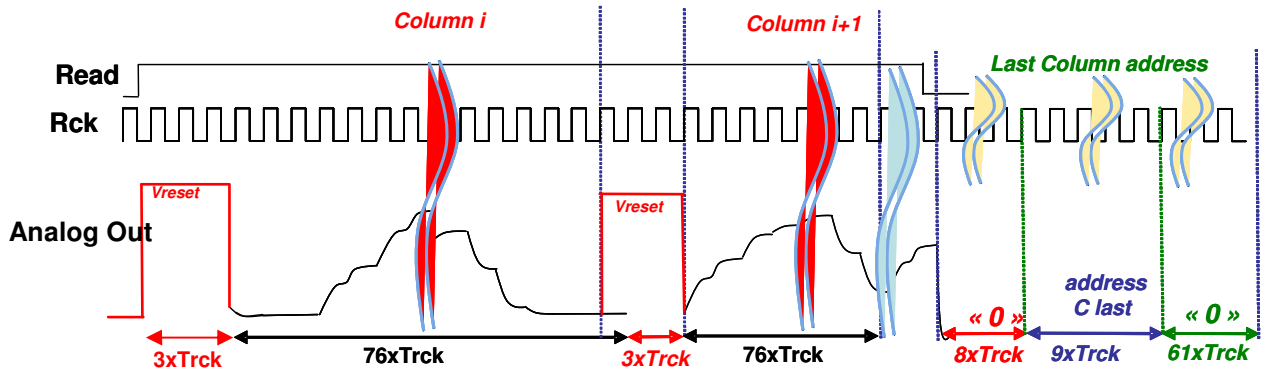 Column i
Column i+1
Read
Last Column address
Rck
Vreset
Vreset
Analog Out
address
C last
« 0 »
« 0 »
3xTrck
76xTrck
3xTrck
76xTrck
8xTrck
9xTrck
61xTrck